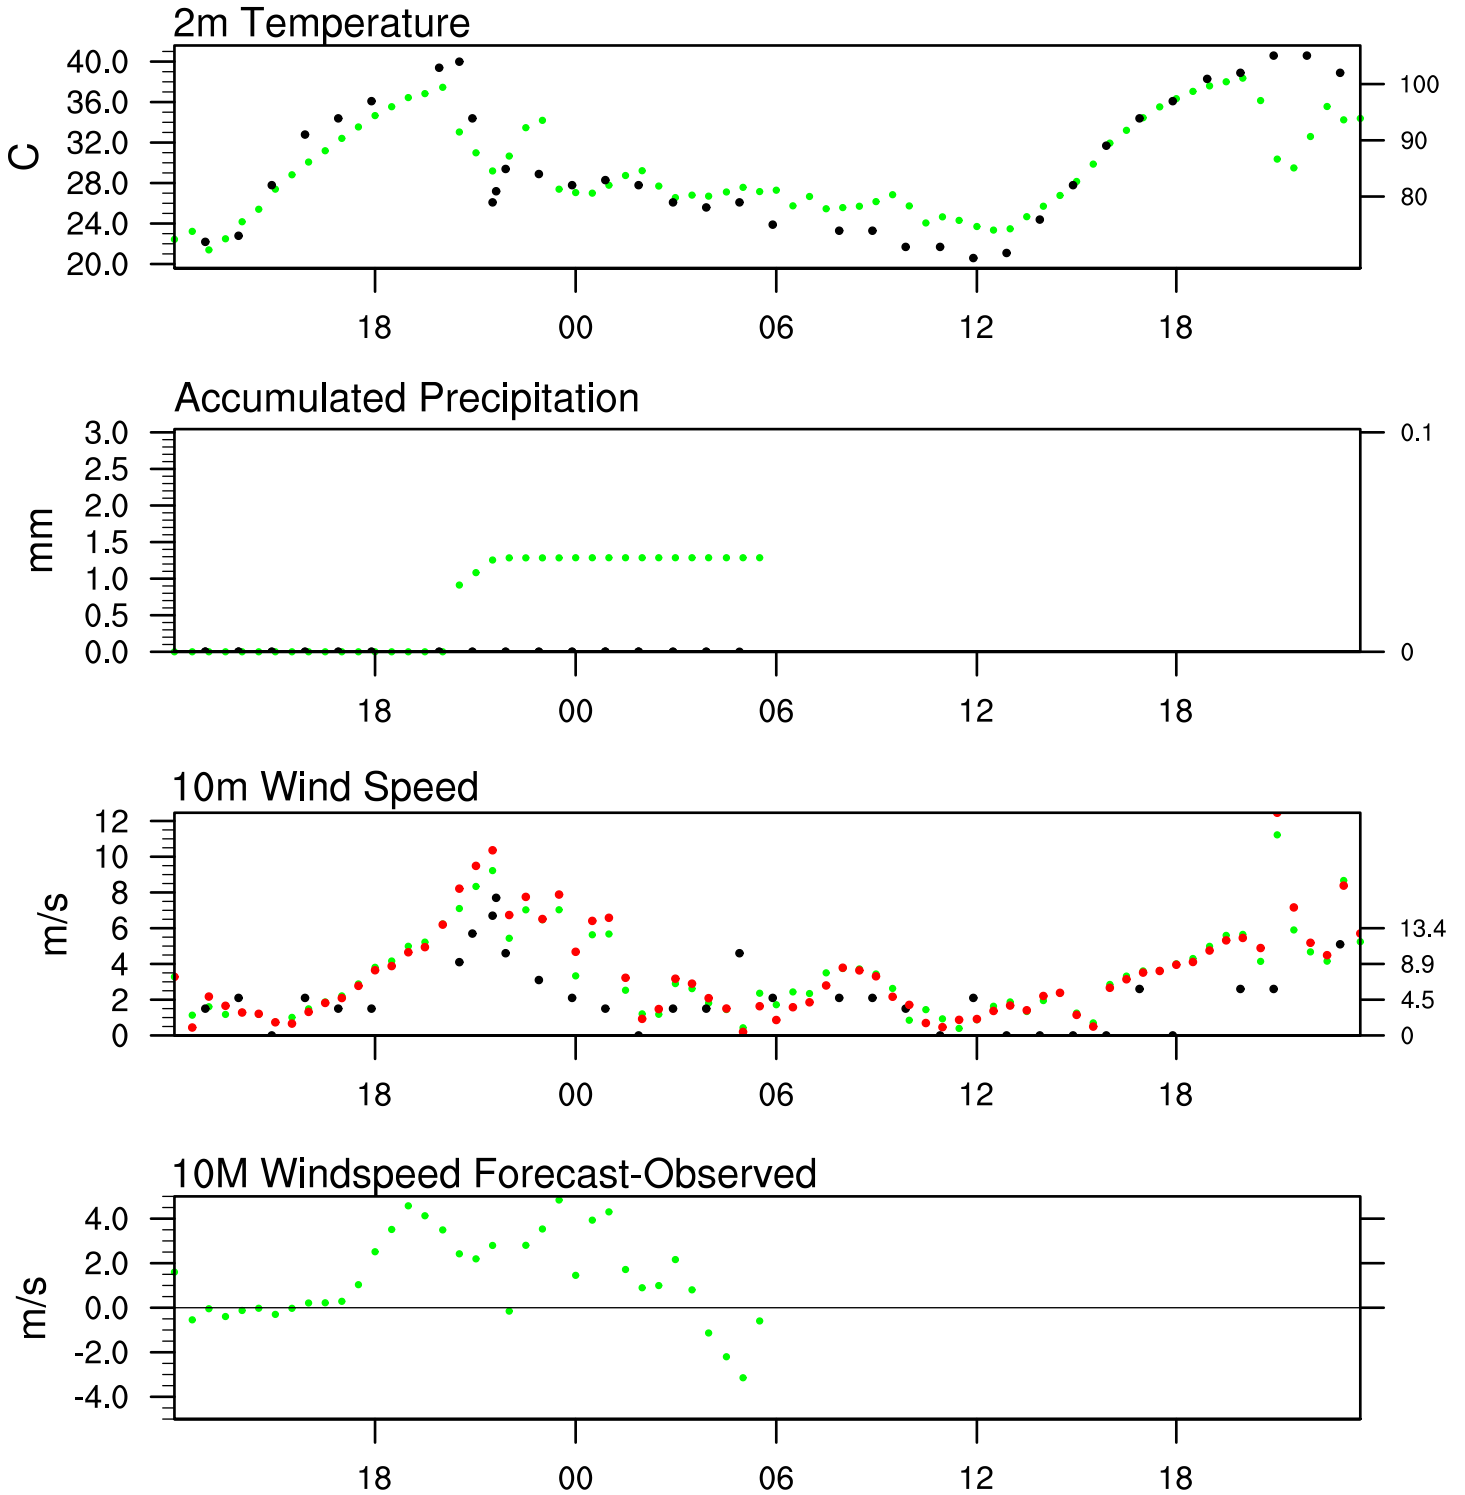 2m Temperature
40.0
36.0
32.0
28.0
24.0
20.0
C
100
90
80
18 00 06 12 18
Accumulated Precipitation
3.0
2.5
2.0
1.5
1.0
0.5
0.0
mm
0.1
0
18 00 06 12 18
10m Wind Speed
12
10
8
6
4
2
0
m/s
13.4
8.9
4.5
0
18 00 06 12 18
10M Windspeed Forecast-Observed
4.0
2.0
0.0
-2.0
-4.0
m/s
18 00 06 12 18